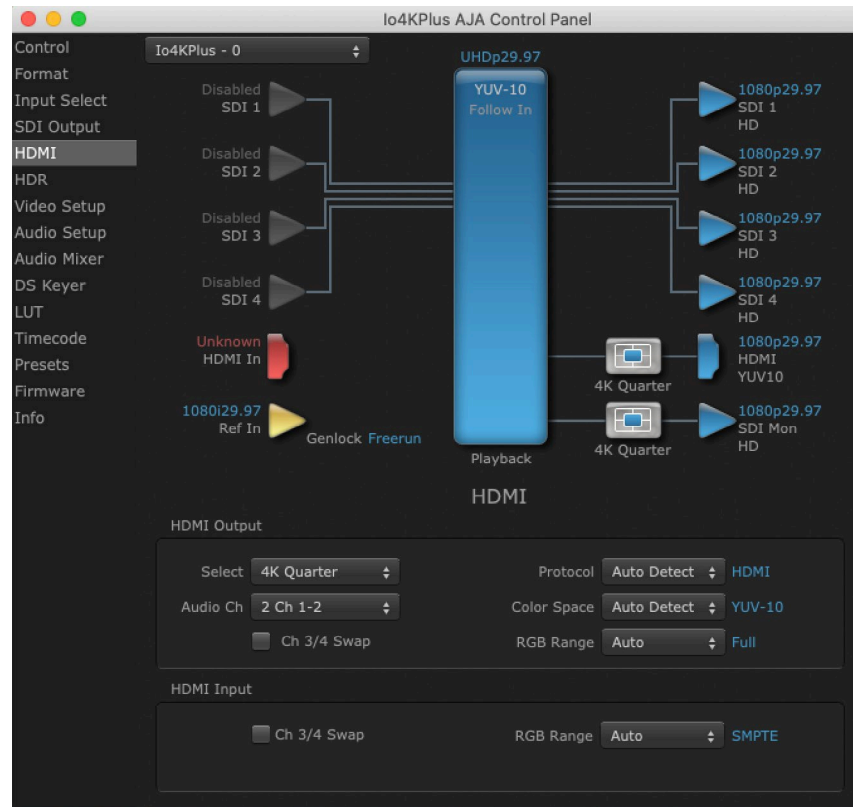 Io4KPlus AJA Control Panel
Control
Format
Input Select
SDI Output
HDMI
HDR
Video Setup
Audio Setup
Audio Mixer
DS Keyer
LUT
Timecode
Presets
Firmware
Info
Io4KPlus - 0
UHDp29.97
YUV-10
Follow In
Playback
Disabled
SDI 1
Disabled
SDI 2
Disabled
SDI 3
Disabled
SDI 4
Unknown
HDMI In
1080i29.97
Ref In
Genlock Freerun
1080p29.97
SDI 1
HD
1080p29.97
SDI 2
HD
1080p29.97
SDI 3
HD
1080p29.97
SDI 4
HD
4K Quarter
1080p29.97
HDMI
YUV10
4K Quarter
1080p29.97
SDI Mon
HD
HDMI
HDMI Output
Select 4K Quarter
Audio Ch 2 Ch 1-2
Ch 3/4 Swap
Protocol Auto Detect HDMI
Color Space Auto Detect YUV-10
RGB Range Auto Full
HDMI Input
Ch 3/4 Swap
RGB Range Auto SMPTE